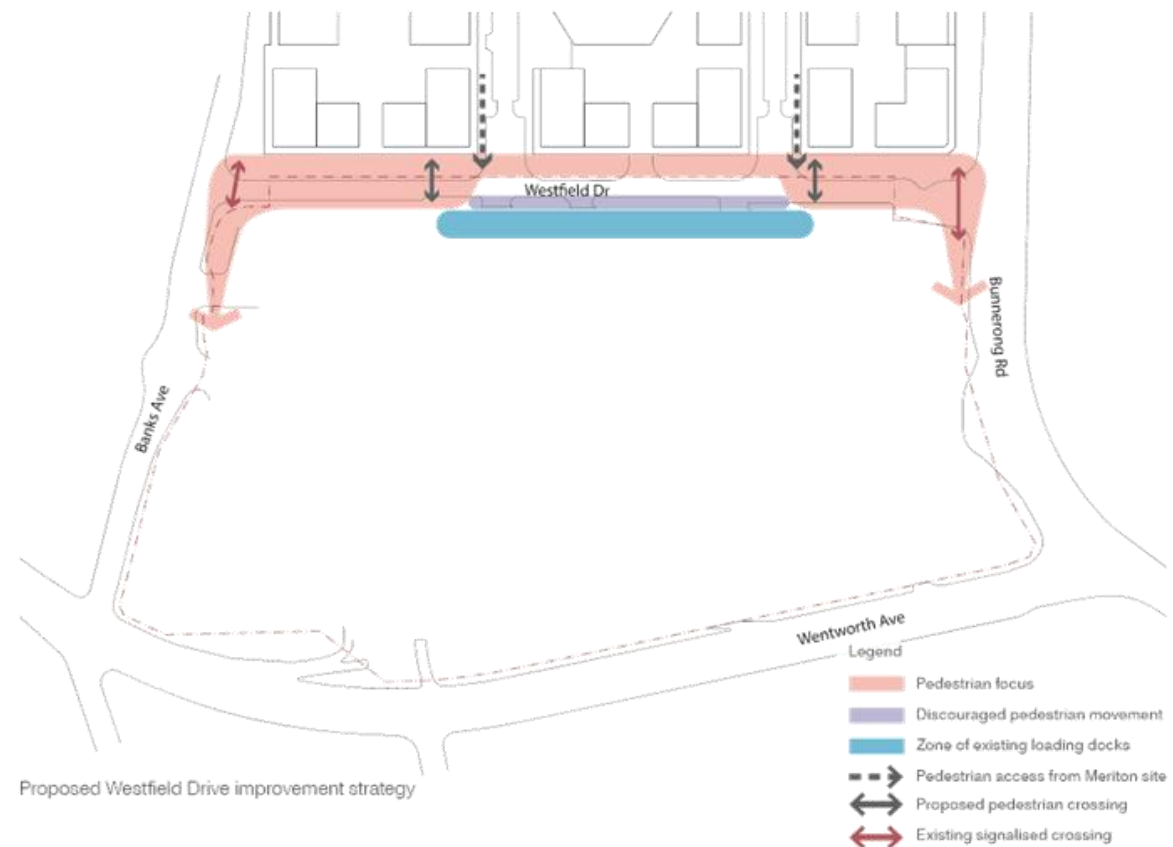 Westfield Dr
Bunnerong Rd
Banks Ave
Wentworth Ave
Legend
Pedestrian focus
Discouraged pedestrian movement
Zone of existing loading docks
Pedestrian access from Meriton site
Proposed pedestrian crossing
Existing signalised crossing
Proposed Westfield Drive improvement strategy